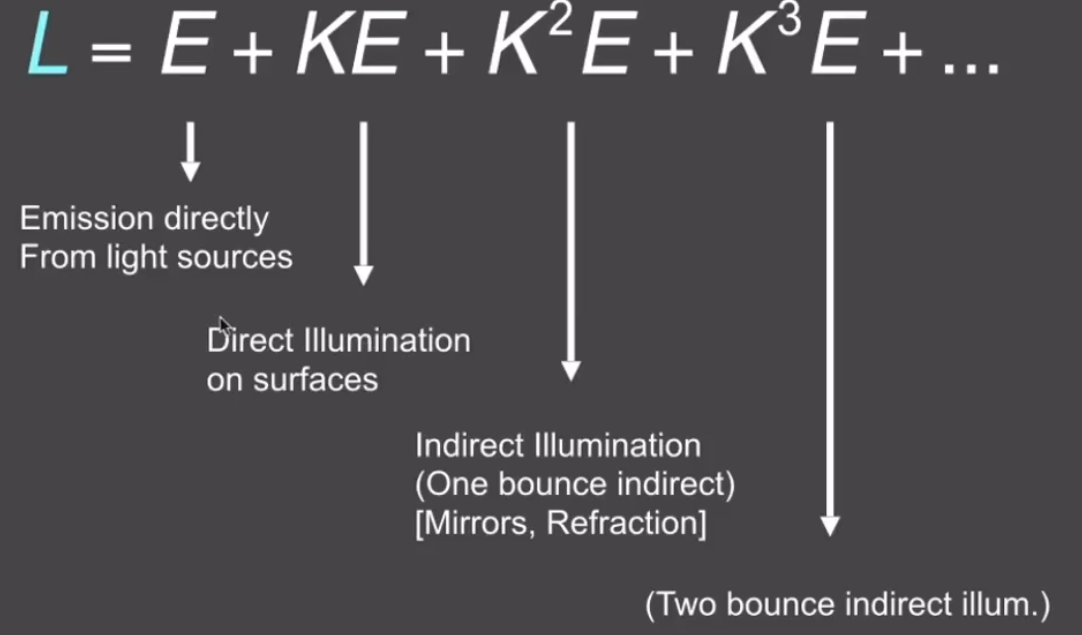 L = E + KE + K²E + K³E + ...
Emission directly
From light sources
Direct Illumination
on surfaces
Indirect Illumination
(One bounce indirect)
[Mirrors, Refraction]
(Two bounce indirect illum.)